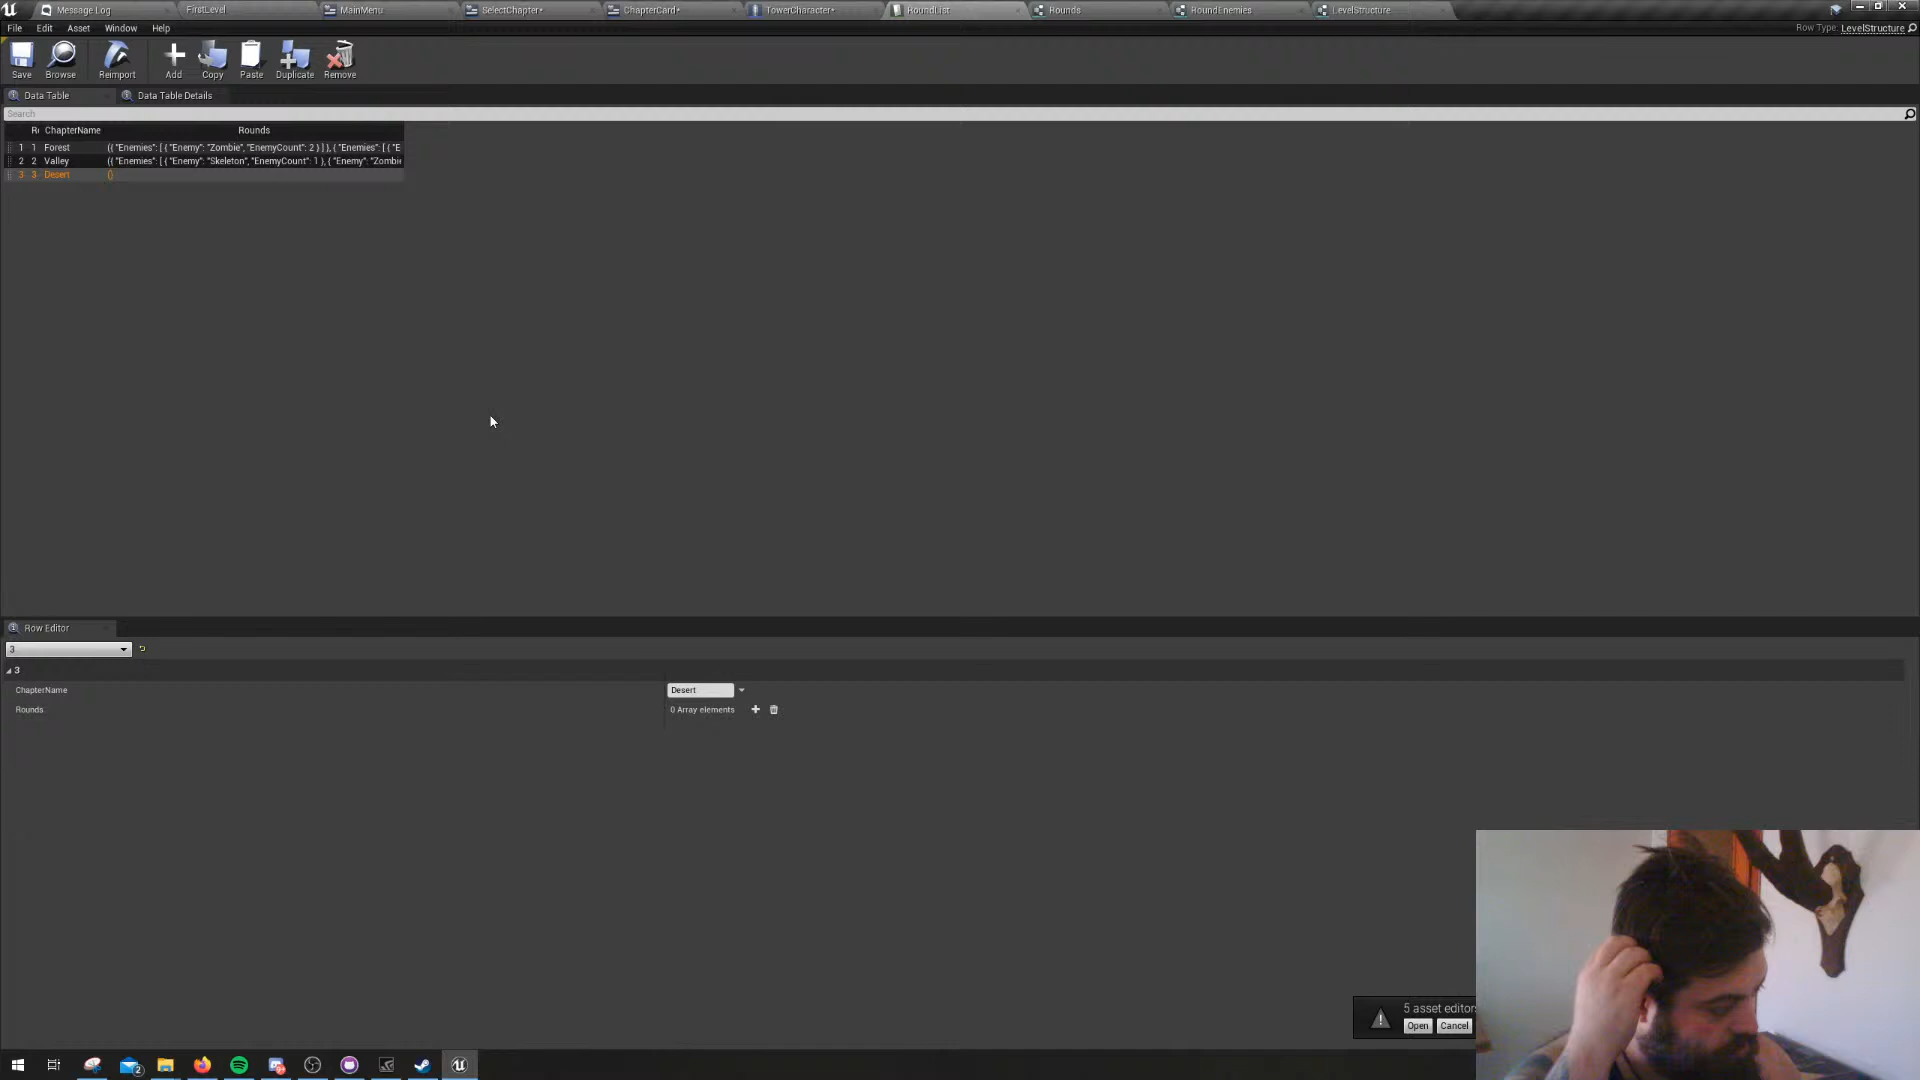 Message Log FirstLevel MainMenu SelectChapter• ChapterCard• TowerCharacter• RoundList Rounds RoundEnemies LevelStructure
File Edit Asset Window Help Row Type: LevelStructure
Save Browse Reimport Add Copy Paste Duplicate Remove
Data Table Data Table Details
Search
ChapterName Rounds
1 1 Forest ({ "Enemies": [ { "Enemy": "Zombie", "EnemyCount": 2 } ] },{ "Enemies": [ { "E
2 2 Valley ({ "Enemies": [ { "Enemy": "Skeleton", "EnemyCount": 1 },{ "Enemy": "Zombie
3 3 Desert ()
Row Editor
3
3
ChapterName Desert
Rounds 0 Array elements
5 asset editors
Open Cancel
2